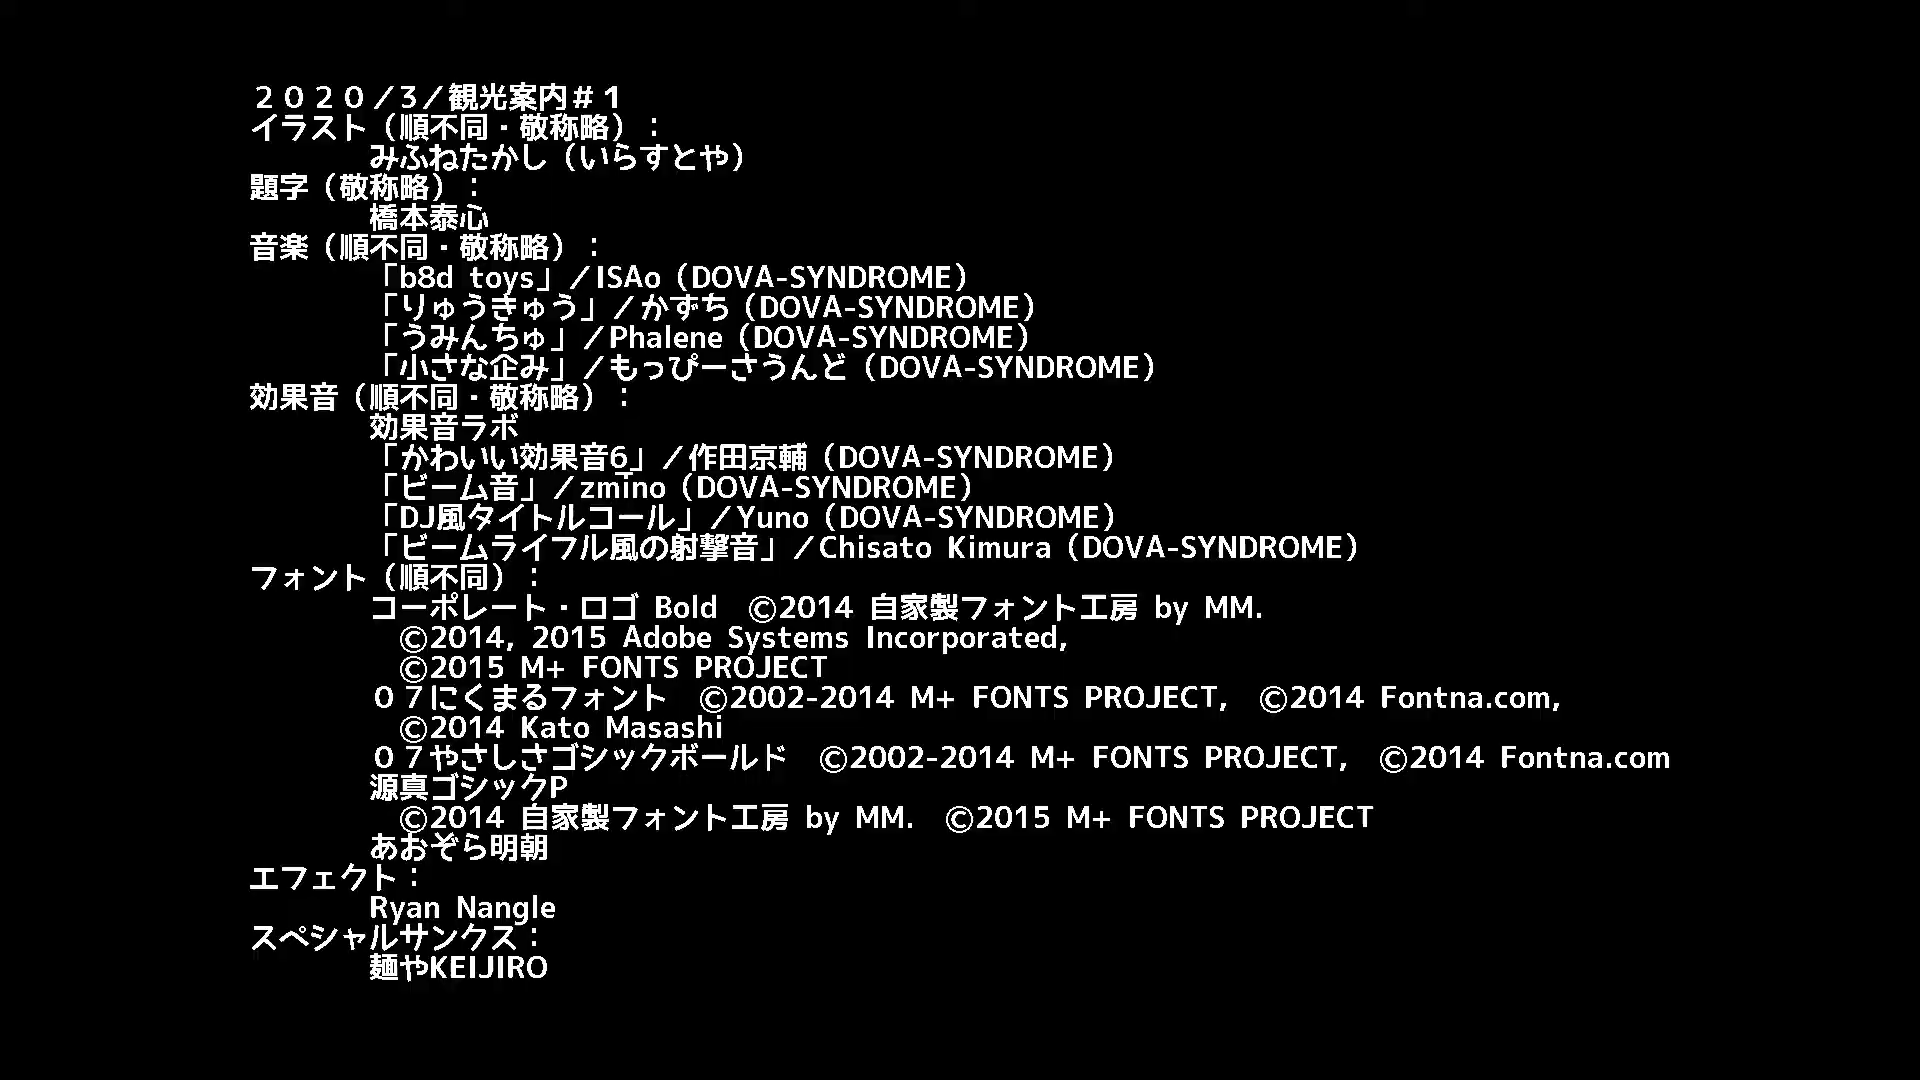 ２０２０／3／観光案内＃１
イラスト（順不同・敬称略）：
みふねたかし（いらすとや）
題字（敬称略）：
橋本泰心
音楽（順不同・敬称略）：
「b8d toys」／ISAo（DOVA-SYNDROME）
「りゅうきゅう」／かずち（DOVA-SYNDROME）
「うみんちゅ」／Phalene（DOVA-SYNDROME）
「小さな企み」／もっぴーさうんど（DOVA-SYNDROME）
効果音（順不同・敬称略）：
効果音ラボ
「かわいい効果音6_」／作田京輔（DOVA-SYNDROME）
「ビーム音」／zmino（DOVA-SYNDROME）
「DJ風タイトルコール」／Yuno（DOVA-SYNDROME）
「ビームライフル風の射撃音」／Chisato Kimura（DOVA-SYNDROME）
フォント（順不同）：
コーポレート・ロゴ Bold　©2014 自家製フォント工房 by MM.
©2014, 2015 Adobe Systems Incorporated,
©2015 M+ FONTS PROJECT
０７にくまるフォント　©2002-2014 M+ FONTS PROJECT,　©2014 Fontna.com,
©2014 Kato Masashi
０７やさしさゴシックボールド　©2002-2014 M+ FONTS PROJECT,　©2014 Fontna.com
源真ゴシックP
©2014 自家製フォント工房 by MM.　©2015 M+ FONTS PROJECT
あおぞら明朝
エフェクト：
Ryan Nangle
スペシャルサンクス：
麺やKEIJIRO